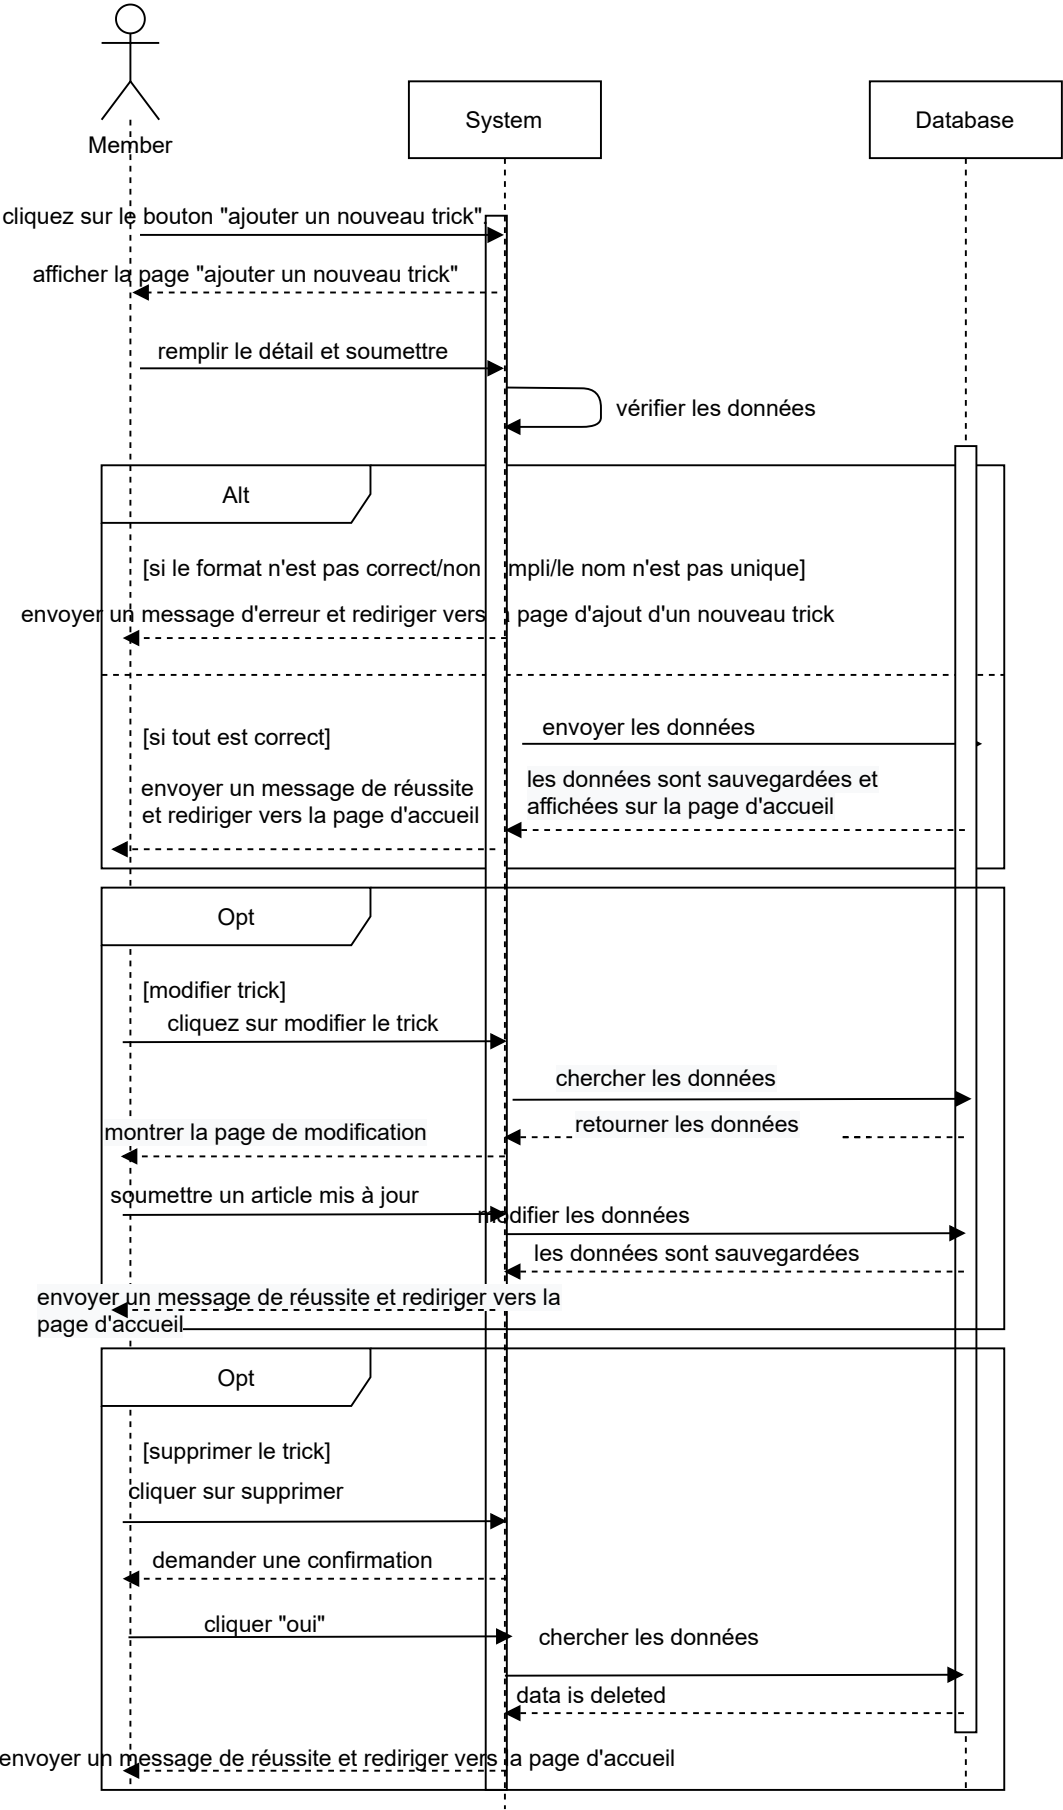 Member
System
Database
cliquez sur le bouton "ajouter un nouveau trick"
afficher la page "ajouter un nouveau trick"
remplir le détail et soumettre
vérifier les données
Alt
[si le format n'est pas correct/non mpli/le nom n'est pas unique]
envoyer un message d'erreur et rediriger vers page d'ajout d'un nouveau trick
envoyer les données
[si tout est correct]
les données sont sauvegardées et
affichées sur la page d'accueil
envoyer un message de réussite
et rediriger vers la page d'accueil
Opt
[modifier trick]
cliquez sur modifier le trick
chercher les données
retourner les données
montrer la page de modification
soumettre un article mis à jour
modifier les données
les données sont sauvegardées
envoyer un message de réussite et rediriger vers la
page d'accueil
Opt
[supprimer le trick]
cliquer sur supprimer
demander une confirmation
cliquer "oui"
chercher les données
data is deleted
envoyer un message de réussite et rediriger vers la page d'accueil